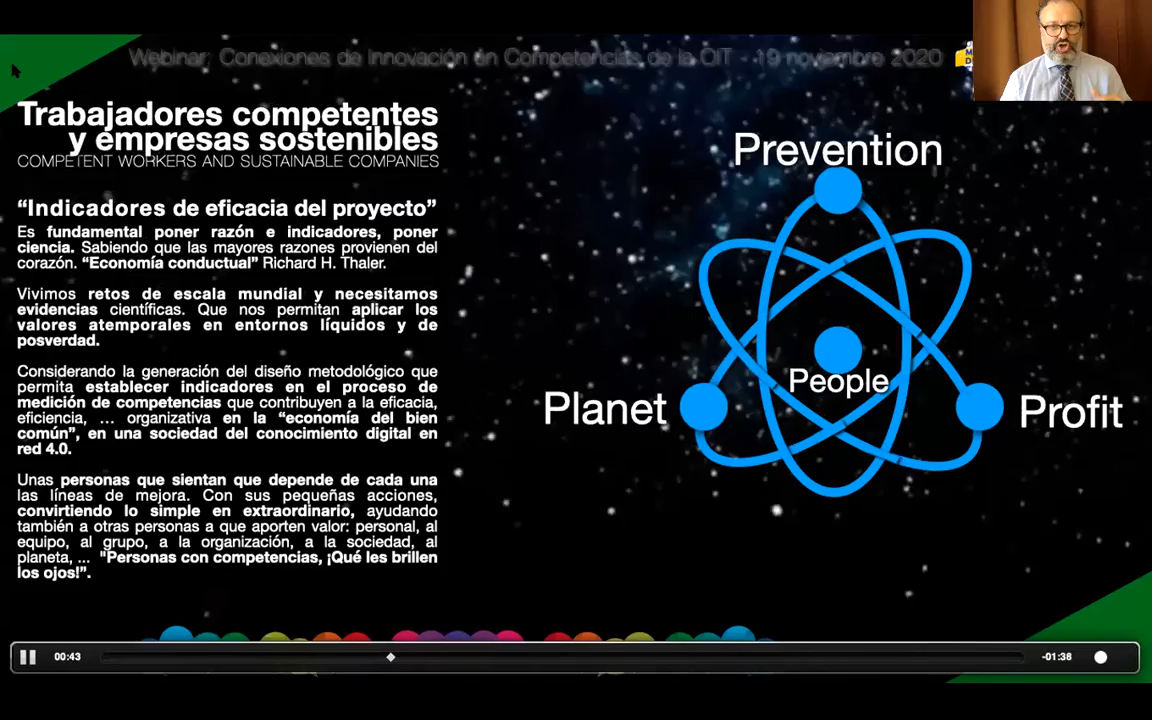 Webinar: Conexiones de Innovación en Competencias de la OIT - 19 noviembre 2020
Trabajadores competentes
y empresas sostenibles
COMPETENT WORKERS AND SUSTAINABLE COMPANIES
“Indicadores de eficacia del proyecto”
Es fundamental poner razón e indicadores, poner
ciencia. Sabiendo que las mayores razones provienen del
corazón. “Economía conductual” Richard H. Thaler.
Vivimos retos de escala mundial y necesitamos
evidencias científicas. Que nos permitan aplicar los
valores atemporales en entornos líquidos y de
posverdad.
Considerando la generación del diseño metodológico que
permita establecer indicadores en el proceso de
medición de competencias que contribuyen a la eficacia,
eficiencia, ... organizativa en la “economía del bien
común”, en una sociedad del conocimiento digital en
red 4.0.
Unas personas que sientan que depende de cada una
las líneas de mejora. Con sus pequeñas acciones,
convirtiendo lo simple en extraordinario, ayudando
también a otras personas a que aporten valor: personal, al
equipo, al grupo, a la organización, a la sociedad, al
planeta, ... "Personas con competencias, ¡Qué les brillen
los ojos!”.
Prevention
People
Planet
Profit
00:43
-01:38